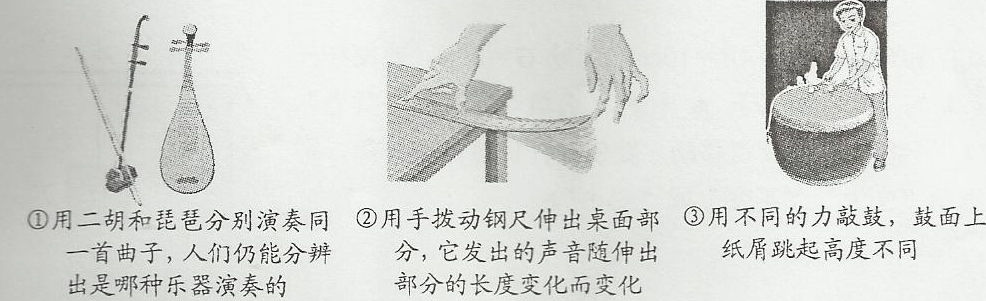 ①用二胡和琵琶分别演奏同
一首曲子，人们仍能分辨
出是哪种乐器演奏的
②用手拨动钢尺伸出桌面部
分，它发出的声音随伸出
部分的长度变化而变化
③用不同的力敲鼓，鼓面上
纸屑跳起高度不同